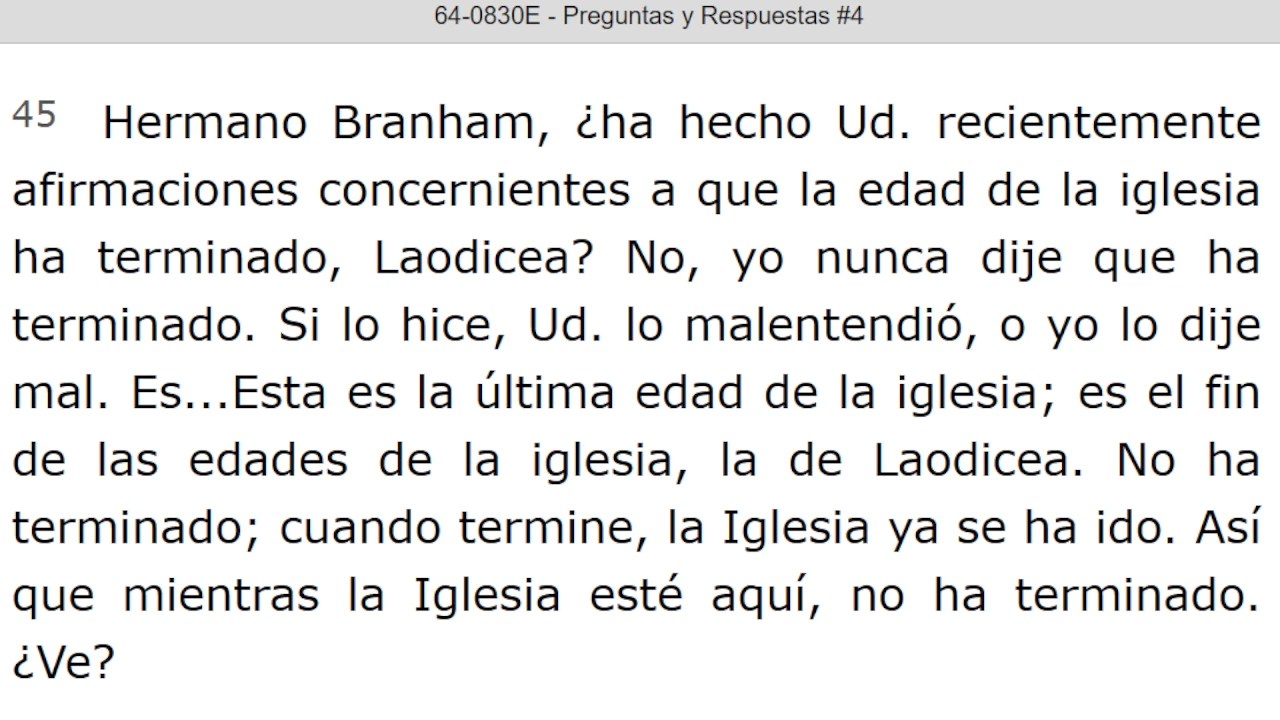 64-0830E - Preguntas y Respuestas #4
45 Hermano Branham, ¿ha hecho Ud. recientemente
afirmaciones concernientes a que la edad de la iglesia
ha terminado, Laodicea? No, yo nunca dije que ha
terminado. Si lo hice, Ud. lo malentendió, o yo lo dije
mal. Es...Esta es la última edad de la iglesia; es el fin
de las edades de la iglesia, la de Laodicea. No ha
terminado; cuando termine, la Iglesia ya se ha ido. Así
que mientras la Iglesia esté aquí, no ha terminado.
¿Ve?